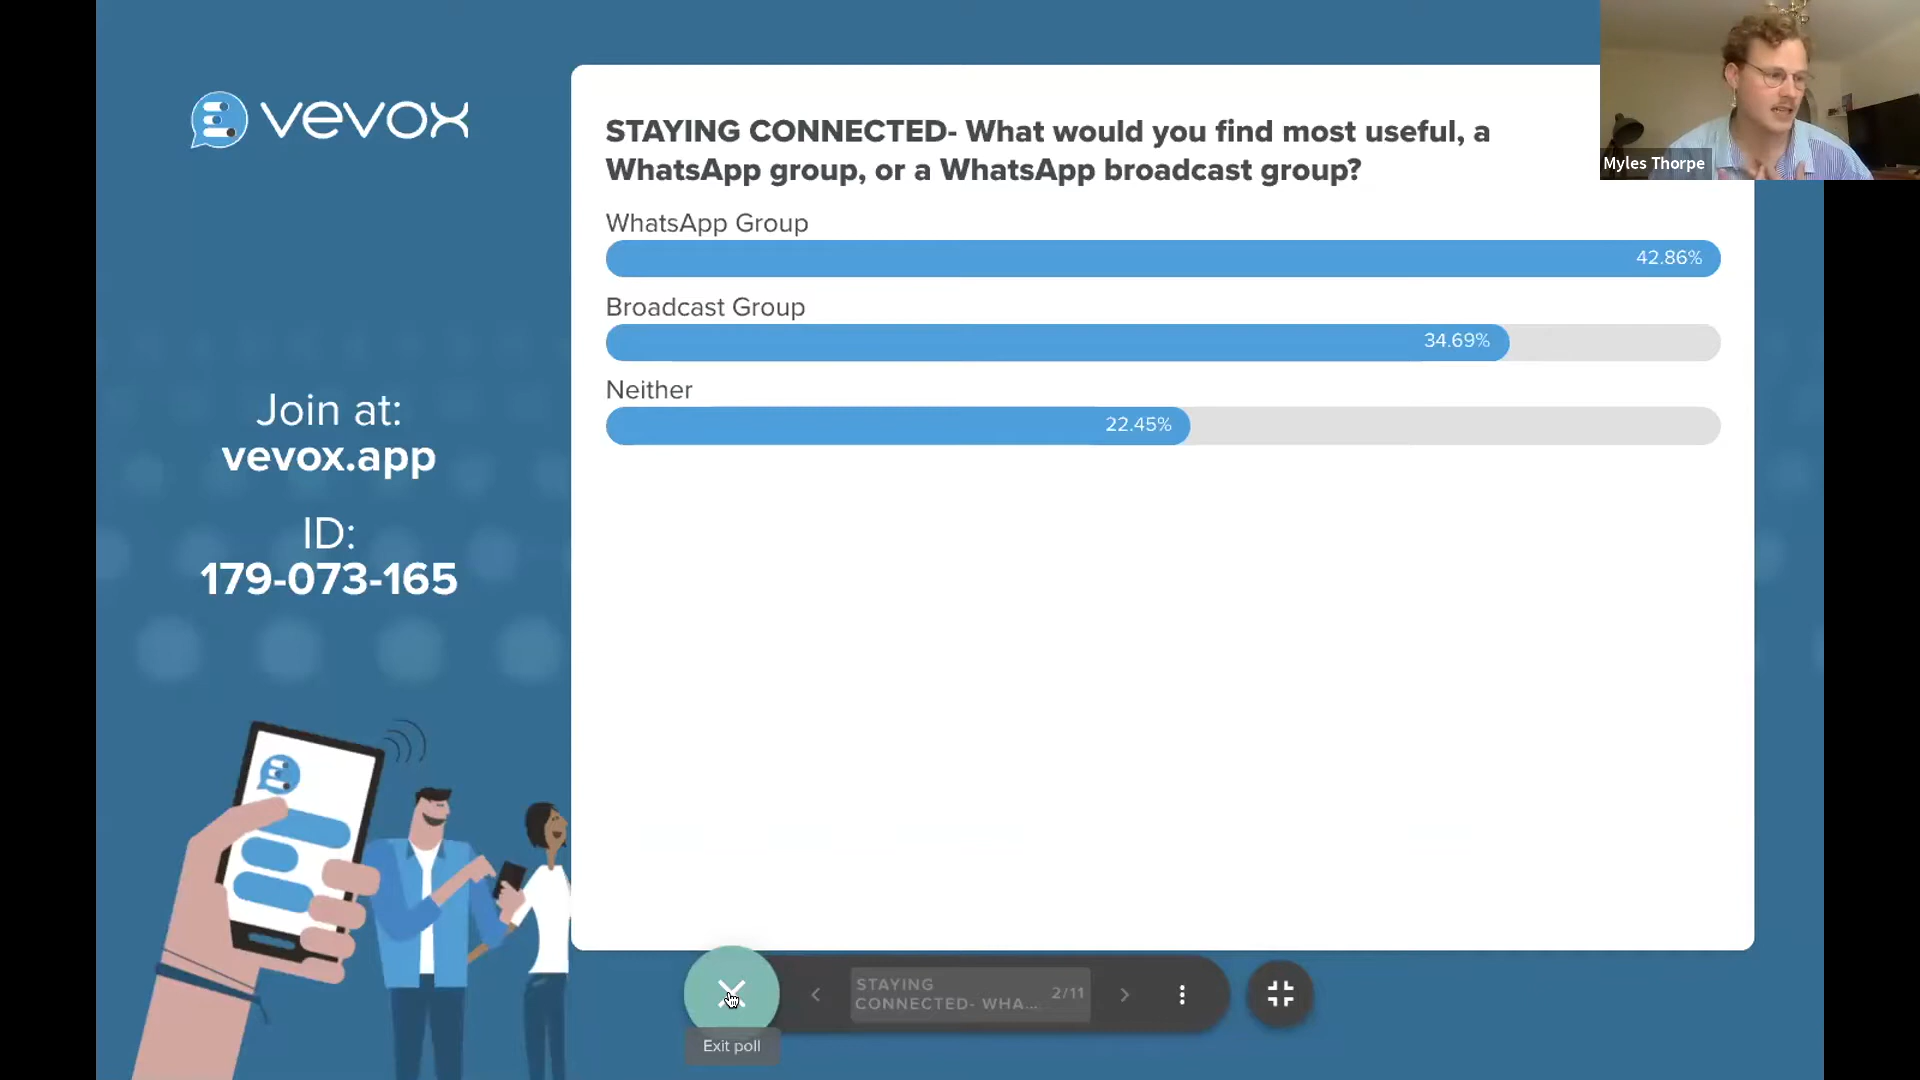 vevox
Join at:
vevox.app
ID:
179-073-165
STAYING CONNECTED- What would you find most useful, a
WhatsApp group, or a WhatsApp broadcast group?
WhatsApp Group
42.86%
Broadcast Group
34.69%
Neither
22.45%
Myles Thorpe
STAYING
CONNECTED- WHA...
2/11
Exit poll